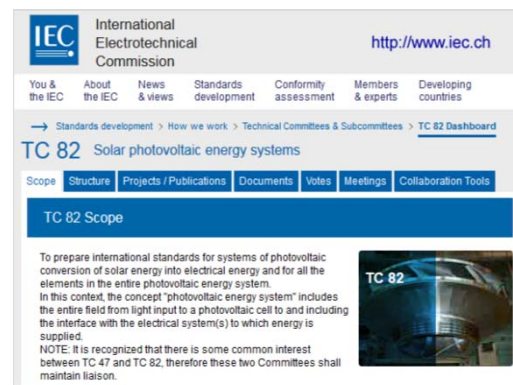 IEC
International
Electrotechnical
Commission
http://www.iec.ch
You &
the IEC
About
the IEC
News
& views
Standards
development
Conformity
assessment
Members
& experts
Developing
countries
→ Standards development > How we work > Technical Committees & Subcommittees > TC 82 Dashboard
TC 82 Solar photovoltaic energy systems
Scope Structure Projects / Publications Documents Votes Meetings Collaboration Tools
TC 82 Scope
To prepare international standards for systems of photovoltaic
conversion of solar energy into electrical energy and for all the
elements in the entire photovoltaic energy system.
In this context, the concept "photovoltaic energy system" includes
the entire field from light input to a photovoltaic cell to and including
the interface with the electrical system(s) to which energy is
supplied.
NOTE: It is recognized that there is some common interest
between TC 47 and TC 82, therefore these two Committees shall
maintain liaison.
TC 82